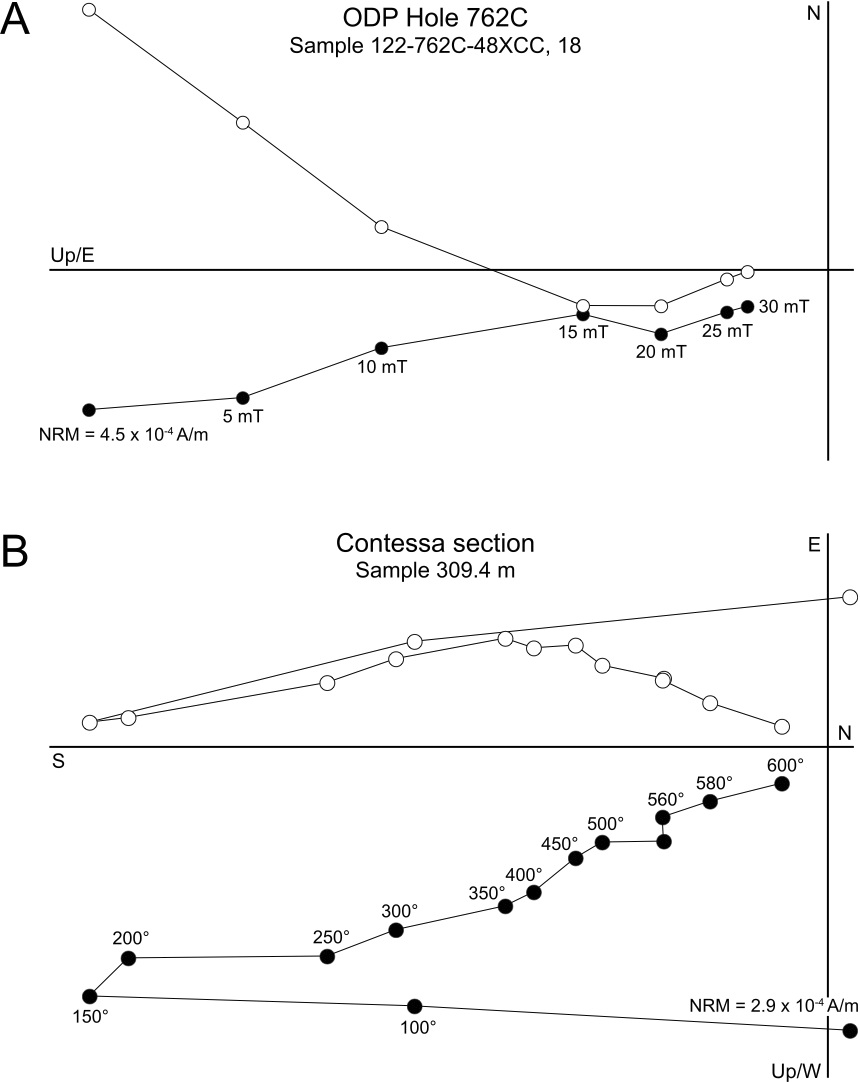 A
ODP Hole 762C
N
Sample 122-762C-48XCC, 18
Up/E
30 mT
15 mT
25 mT
20 mT
10 mT
5 mT
NRM = 4.5 x 10⁻⁴ A/m
B
Contessa section
E
Sample 309.4 m
N
S
600°
580°
560°
500°
450°
400°
350°
300°
250°
200°
150°
NRM = 2.9 x 10⁻⁴ A/m
100°
Up/W